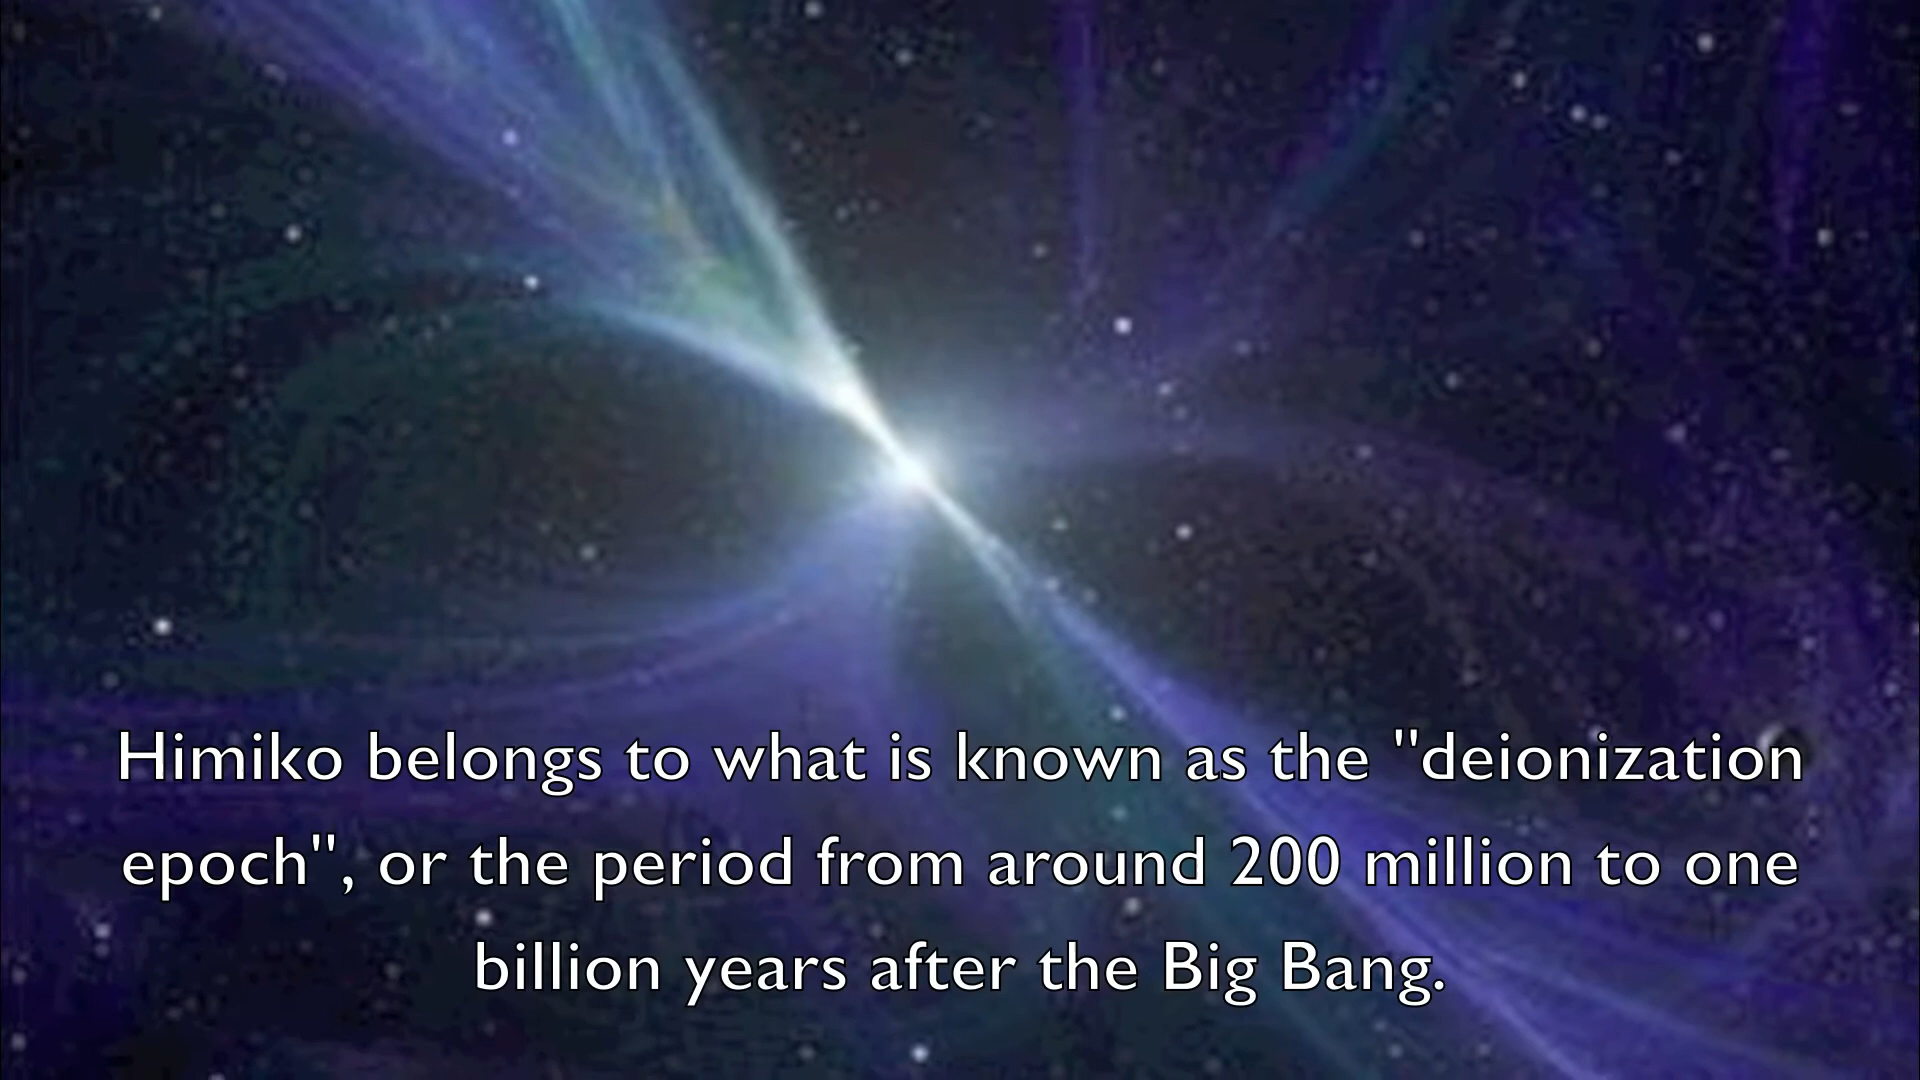 Himiko belongs to what is known as the "deionization
epoch", or the period from around 200 million to one
billion years after the Big Bang.